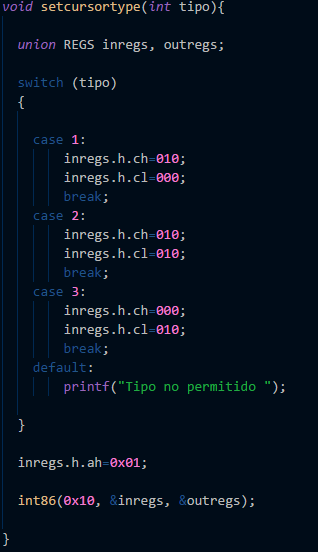 void setcursortype(int tipo){
union REGS inregs, outregs;
switch (tipo)
{
case 1:
inregs.h.ch=010;
inregs.h.cl=000;
break;
case 2:
inregs.h.ch=010;
inregs.h.cl=010;
break;
case 3:
inregs.h.ch=000;
inregs.h.cl=010;
break;
default:
printf("Tipo no permitido ");
}
inregs.h.ah=0x01;
int86(0x10, &inregs, &outregs);
}